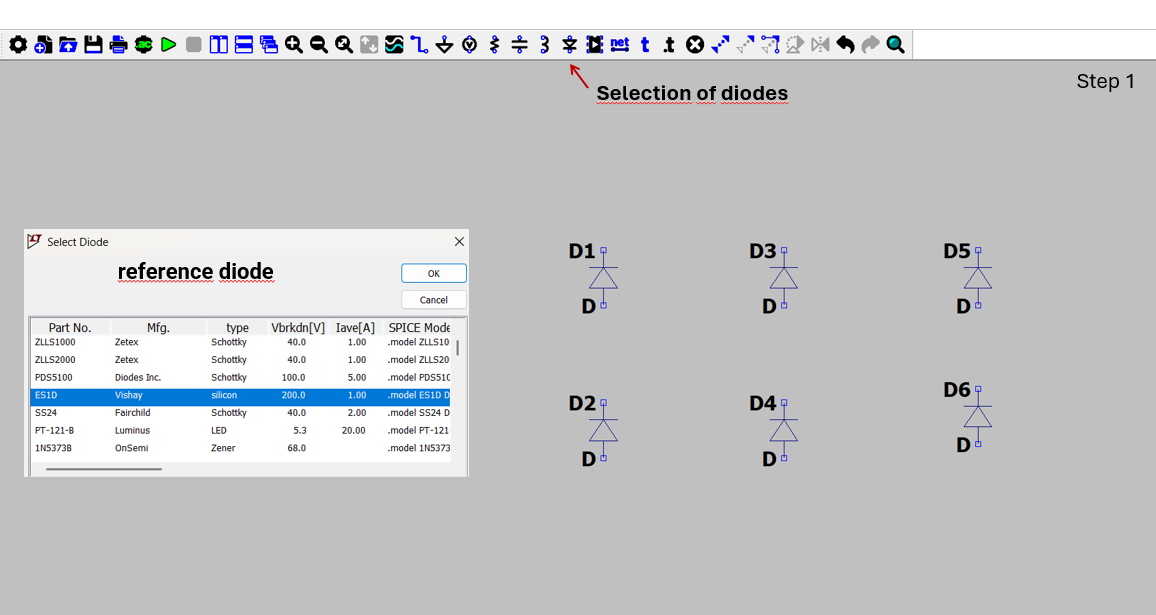 net t .t
Selection of diodes
Step 1
Select Diode
reference diode
OK
Cancel
Part No. Mfg. type Vbrkdn[V] Iave[A] SPICE Mode
ZLLS1000 Zetex Schottky 40.0 1.00 .model ZLLS10
ZLLS2000 Zetex Schottky 40.0 1.00 .model ZLLS20
PDS5100 Diodes Inc. Schottky 100.0 5.00 .model PDS510
ES1D Vishay silicon 200.0 1.00 .model ES1D D
SS24 Fairchild Schottky 40.0 2.00 .model SS24 D
PT-121-B Luminus LED 5.3 20.00 .model PT-121
1N5373B OnSemi Zener 68.0 .model 1N5373
D1 D3 D5
D D D
D2 D4 D6
D D D